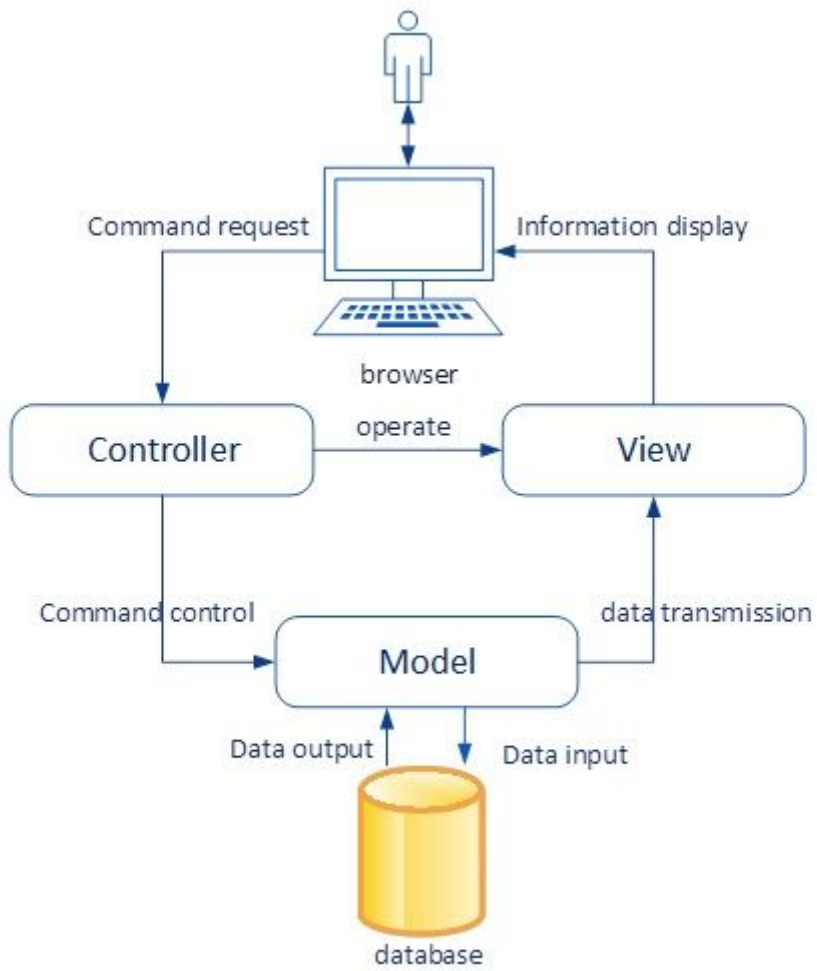 Command request
Information display
browser
operate
Controller
View
Command control
data transmission
Model
Data output
Data input
database